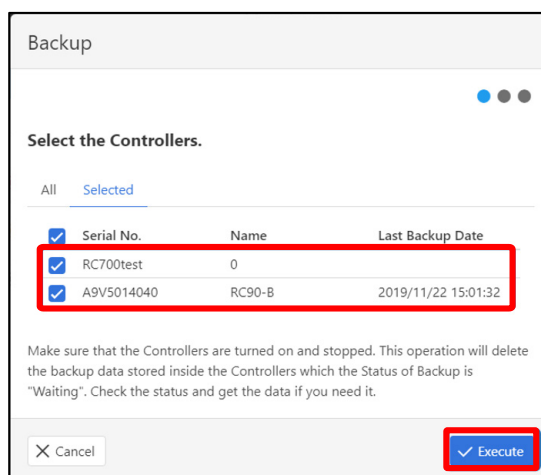 Backup
Select the Controllers.
All Selected
Serial No. Name Last Backup Date
RC700test 0
A9V5014040 RC90-B 2019/11/22 15:01:32
Make sure that the Controllers are turned on and stopped. This operation will delete
the backup data stored inside the Controllers which the Status of Backup is
"Waiting". Check the status and get the data if you need it.
Cancel Execute